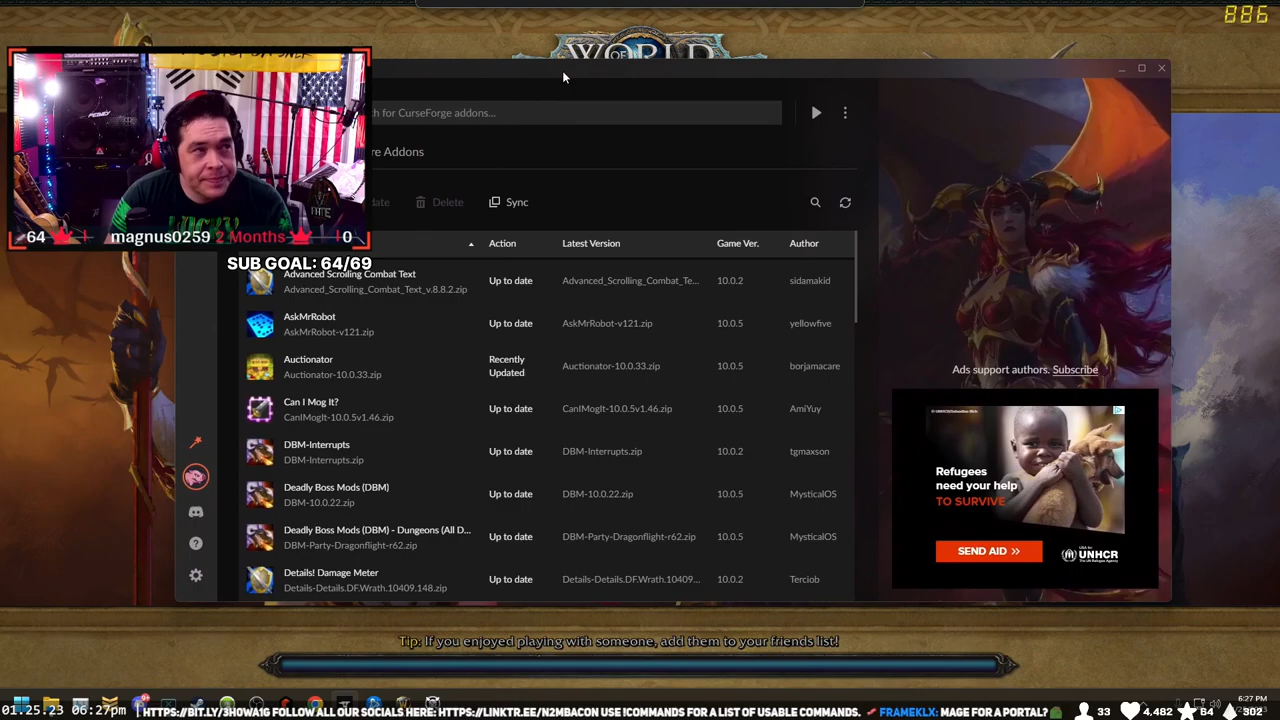 886
WORLD
OF
h for CurseForge addons...
re Addons
date
Delete
Sync
64
magnus0259 2 Months
0
SUB GOAL: 64/69
Action
Latest Version
Game Ver.
Author
Advanced Scrolling Combat Text
Advanced_Scrolling_Combat_Text_v.8.8.2.zip
Up to date
Advanced_Scrolling_Combat_Te...
10.0.2
sidamakid
AskMrRobot
AskMrRobot-v121.zip
Up to date
AskMrRobot-v121.zip
10.0.5
yellowfive
Auctionator
Auctionator-10.0.33.zip
Recently
Updated
Auctionator-10.0.33.zip
10.0.5
borjamacare
Can I Mog It?
CanIMogIt-10.0.5v1.46.zip
Up to date
CanIMogIt-10.0.5v1.46.zip
10.0.5
AmiYuy
DBM-Interrupts
DBM-Interrupts.zip
Up to date
DBM-Interrupts.zip
10.0.2
tgmaxson
Deadly Boss Mods (DBM)
DBM-10.0.22.zip
Up to date
DBM-10.0.22.zip
10.0.5
MysticalOS
Deadly Boss Mods (DBM) - Dungeons (All D...
DBM-Party-Dragonflight-r62.zip
Up to date
DBM-Party-Dragonflight-r62.zip
10.0.5
MysticalOS
Details! Damage Meter
Details-Details.DF.Wrath.10409.148.zip
Up to date
Details-Details.DF.Wrath.10409...
10.0.2
Terciob
Ads support authors. Subscribe
Refugees
need your help
TO SURVIVE
SEND AID
UNHCR
Tip: If you enjoyed playing with someone, add them to your friends list!
6:27 PM
01.25.23 06:27pm
HTTPS://BIT.LY/3H0WA1G FOLLOW ALL OUR SOCIALS HERE: HTTPS://LINKTR.EE/N2MBACON USE !COMMANDS FOR A LIST OF USABLE COMMANDS.
FRAMEKLX: MAGE FOR A PORTAL?
33
4,482
64
302